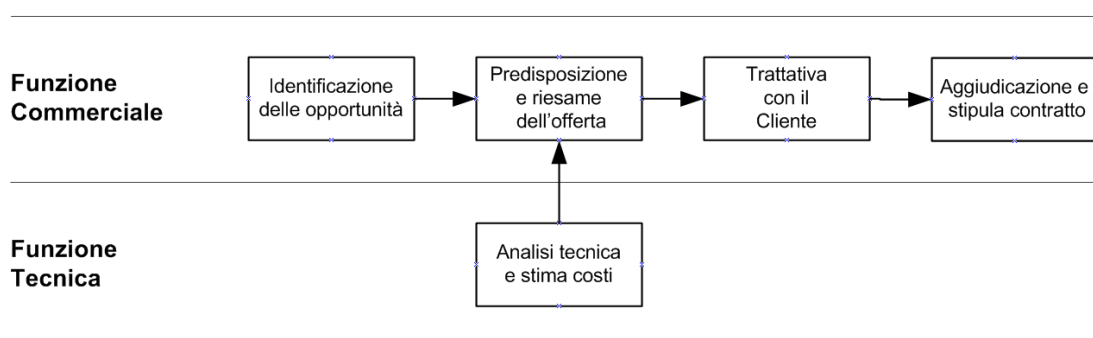 Funzione
Commerciale
Identificazione
delle opportunità
Predisposizione
e riesame
dell'offerta
Trattativa
con il
Cliente
Aggiudicazione e
stipula contratto
Funzione
Tecnica
Analisi tecnica
e stima costi